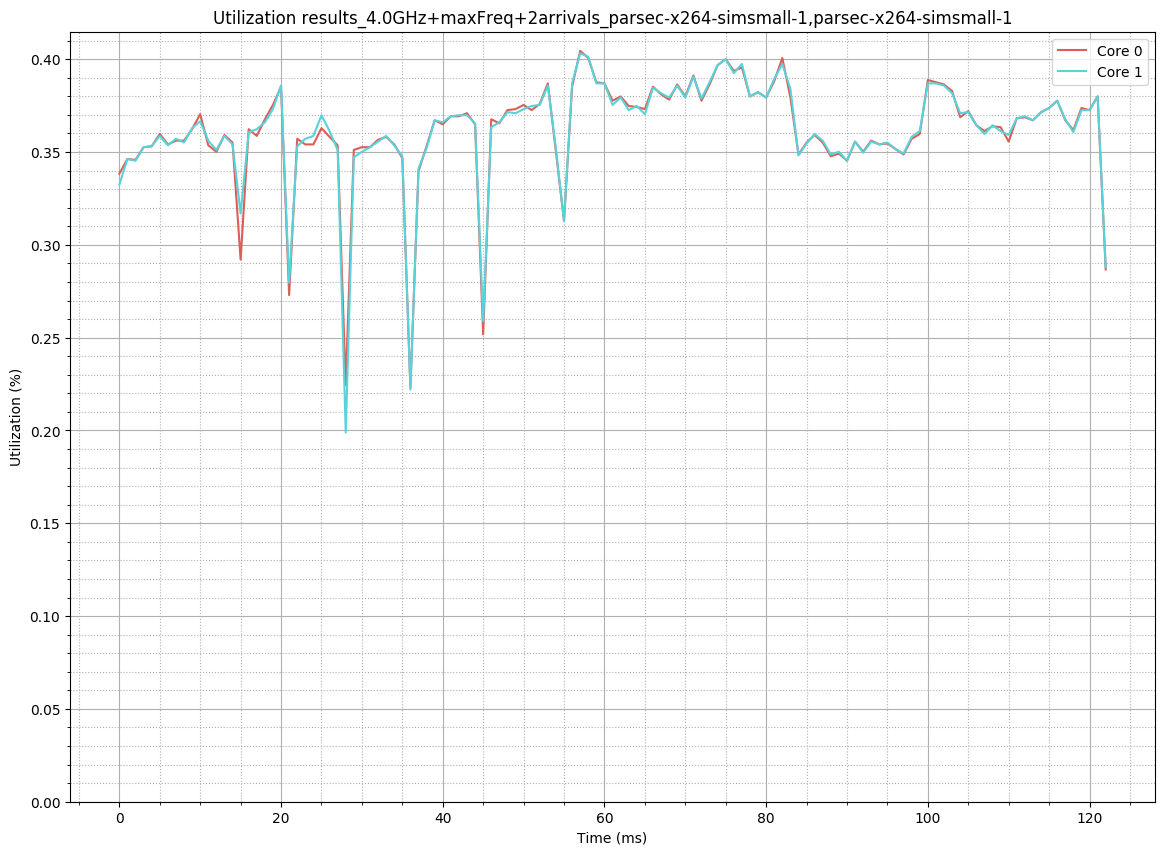 Utilization results_4.0GHz+maxFreq+2arrivals_parsec-x264-simsmall-1,parsec-x264-simsmall-1
Core 0
Core 1
0.40
0.35
0.30
0.25
0.20
0.15
0.10
0.05
0.00
Utilization (%)
0 20 40 60 80 100 120
Time (ms)